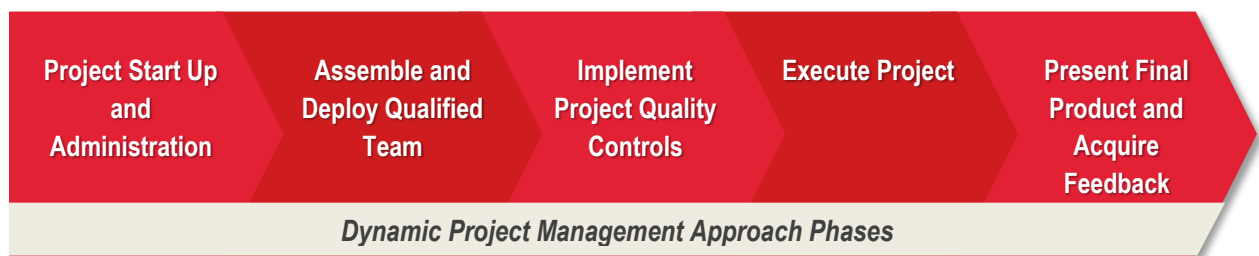 Project Start Up
and
Administration
Assemble and
Deploy Qualified
Team
Implement
Project Quality
Controls
Execute Project
Present Final
Product and
Acquire
Feedback
Dynamic Project Management Approach Phases